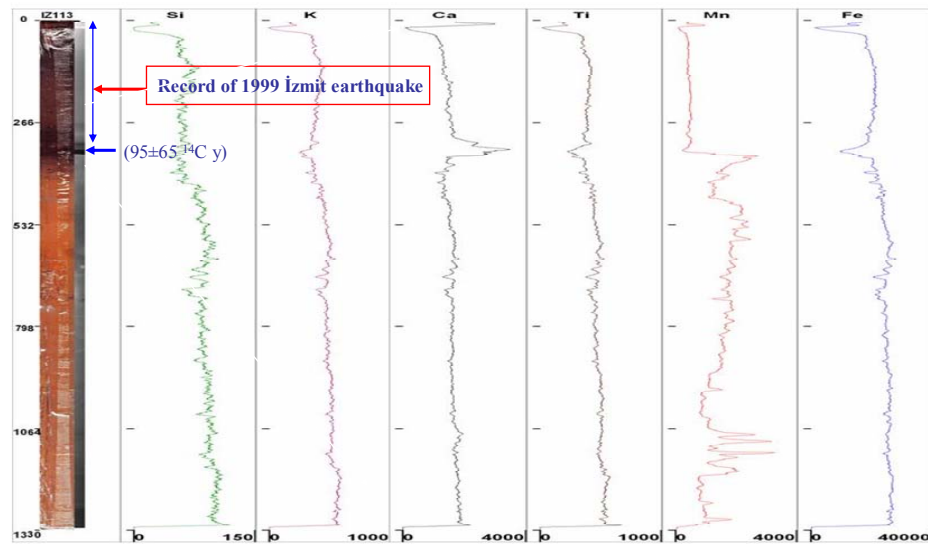 IZ113 Si K Ca Ti Mn Fe
0
Record of 1999 İzmit earthquake
266
(95±65 ¹⁴C y)
532
798
1064
1330 0 150 0 1000 0 4000 0 1000 0 4000 0 40000